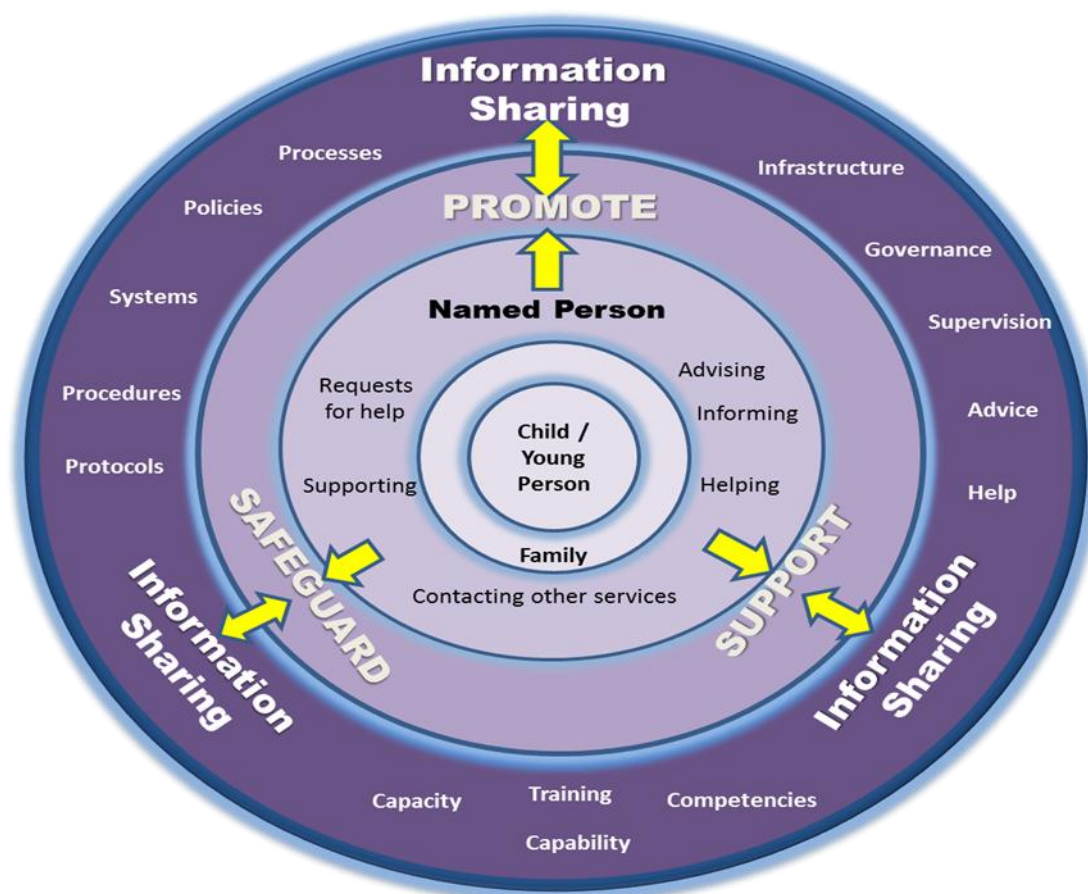 Information
Sharing
Processes
Infrastructure
Policies
PROMOTE
Governance
Systems
Named Person
Supervision
Requests
for help
Advising
Procedures
Informing
Advice
Child /
Young
Person
Protocols
Supporting
Helping
Help
SAFEGUARD
Family
SUPPORT
Contacting other services
Information
Sharing
Information
Sharing
Capacity
Training
Competencies
Capability